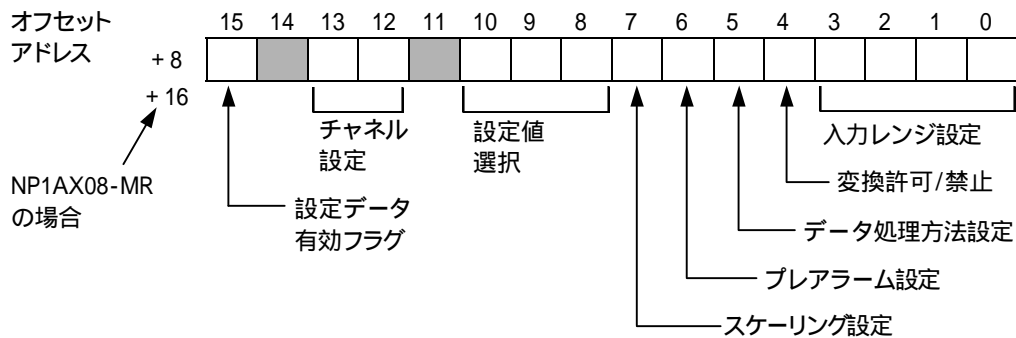 オフセット
アドレス
15 14 13 12 11 10 9 8 7 6 5 4 3 2 1 0
+ 8
+ 16
チャネル
設定
設定値
選択
入力レンジ設定
NP1AX08-MR
の場合
変換許可/禁止
設定データ
有効フラグ
データ処理方法設定
プレアラーム設定
スケーリング設定